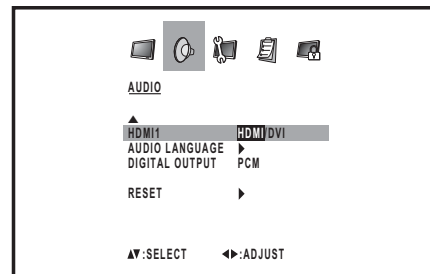 AUDIO
▲
HDMI1 HDMI/DVI
AUDIO LANGUAGE ▶
DIGITAL OUTPUT PCM
RESET ▶
▲▼:SELECT ◀▶:ADJUST